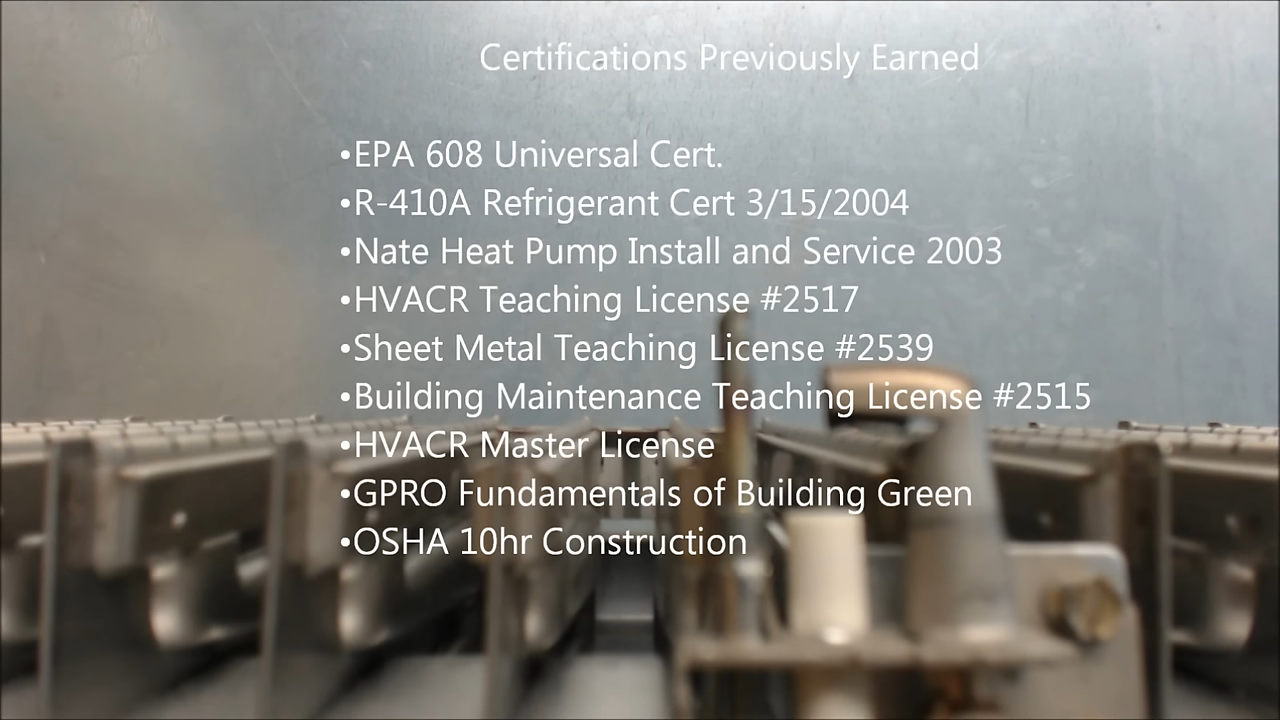 Certifications Previously Earned
•EPA 608 Universal Cert.
•R-410A Refrigerant Cert 3/15/2004
•Nate Heat Pump Install and Service 2003
•HVACR Teaching License #2517
•Sheet Metal Teaching License #2539
•Building Maintenance Teaching License #2515
•HVACR Master License
•GPRO Fundamentals of Building Green
•OSHA 10hr Construction